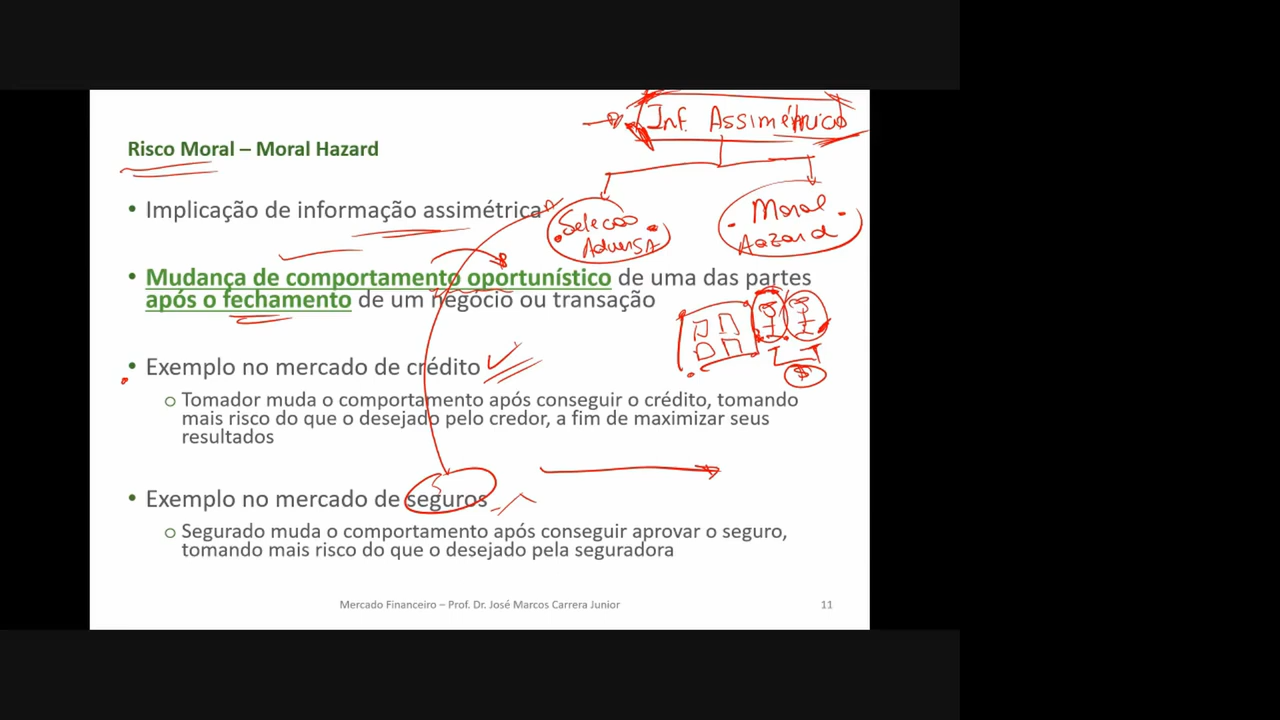 Inf. Assimétrica
Risco Moral – Moral Hazard
• Implicação de informação assimétrica
Seleção
Adversa
Moral
Hazard
• Mudança de comportamento oportunístico de uma das partes
após o fechamento de um negócio ou transação
$
• Exemplo no mercado de crédito
o Tomador muda o comportamento após conseguir o crédito, tomando
mais risco do que o desejado pelo credor, a fim de maximizar seus
resultados
• Exemplo no mercado de seguros
o Segurado muda o comportamento após conseguir aprovar o seguro,
tomando mais risco do que o desejado pela seguradora
Mercado Financeiro – Prof. Dr. José Marcos Carrera Junior
11